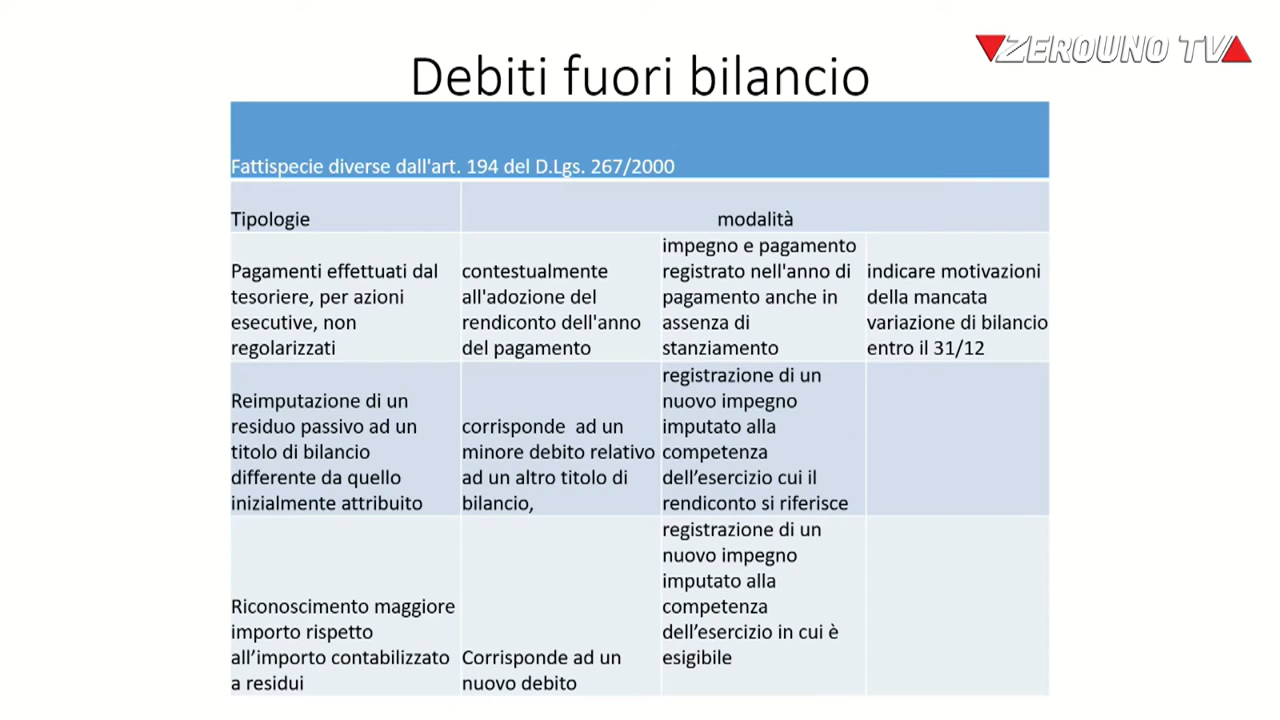 ZEROUNO TV
Debiti fuori bilancio
Fattispecie diverse dall'art. 194 del D.Lgs. 267/2000
Tipologie
modalità
Pagamenti effettuati dal
tesoriere, per azioni
esecutive, non
regolarizzati
contestualmente
all'adozione del
rendiconto dell'anno
del pagamento
impegno e pagamento
registrato nell'anno di
pagamento anche in
assenza di
stanziamento
indicare motivazioni
della mancata
variazione di bilancio
entro il 31/12
Reimputazione di un
residuo passivo ad un
titolo di bilancio
differente da quello
inizialmente attribuito
corrisponde ad un
minore debito relativo
ad un altro titolo di
bilancio,
registrazione di un
nuovo impegno
imputato alla
competenza
dell’esercizio cui il
rendiconto si riferisce
Riconoscimento maggiore
importo rispetto
all’importo contabilizzato
a residui
Corrisponde ad un
nuovo debito
registrazione di un
nuovo impegno
imputato alla
competenza
dell’esercizio in cui è
esigibile